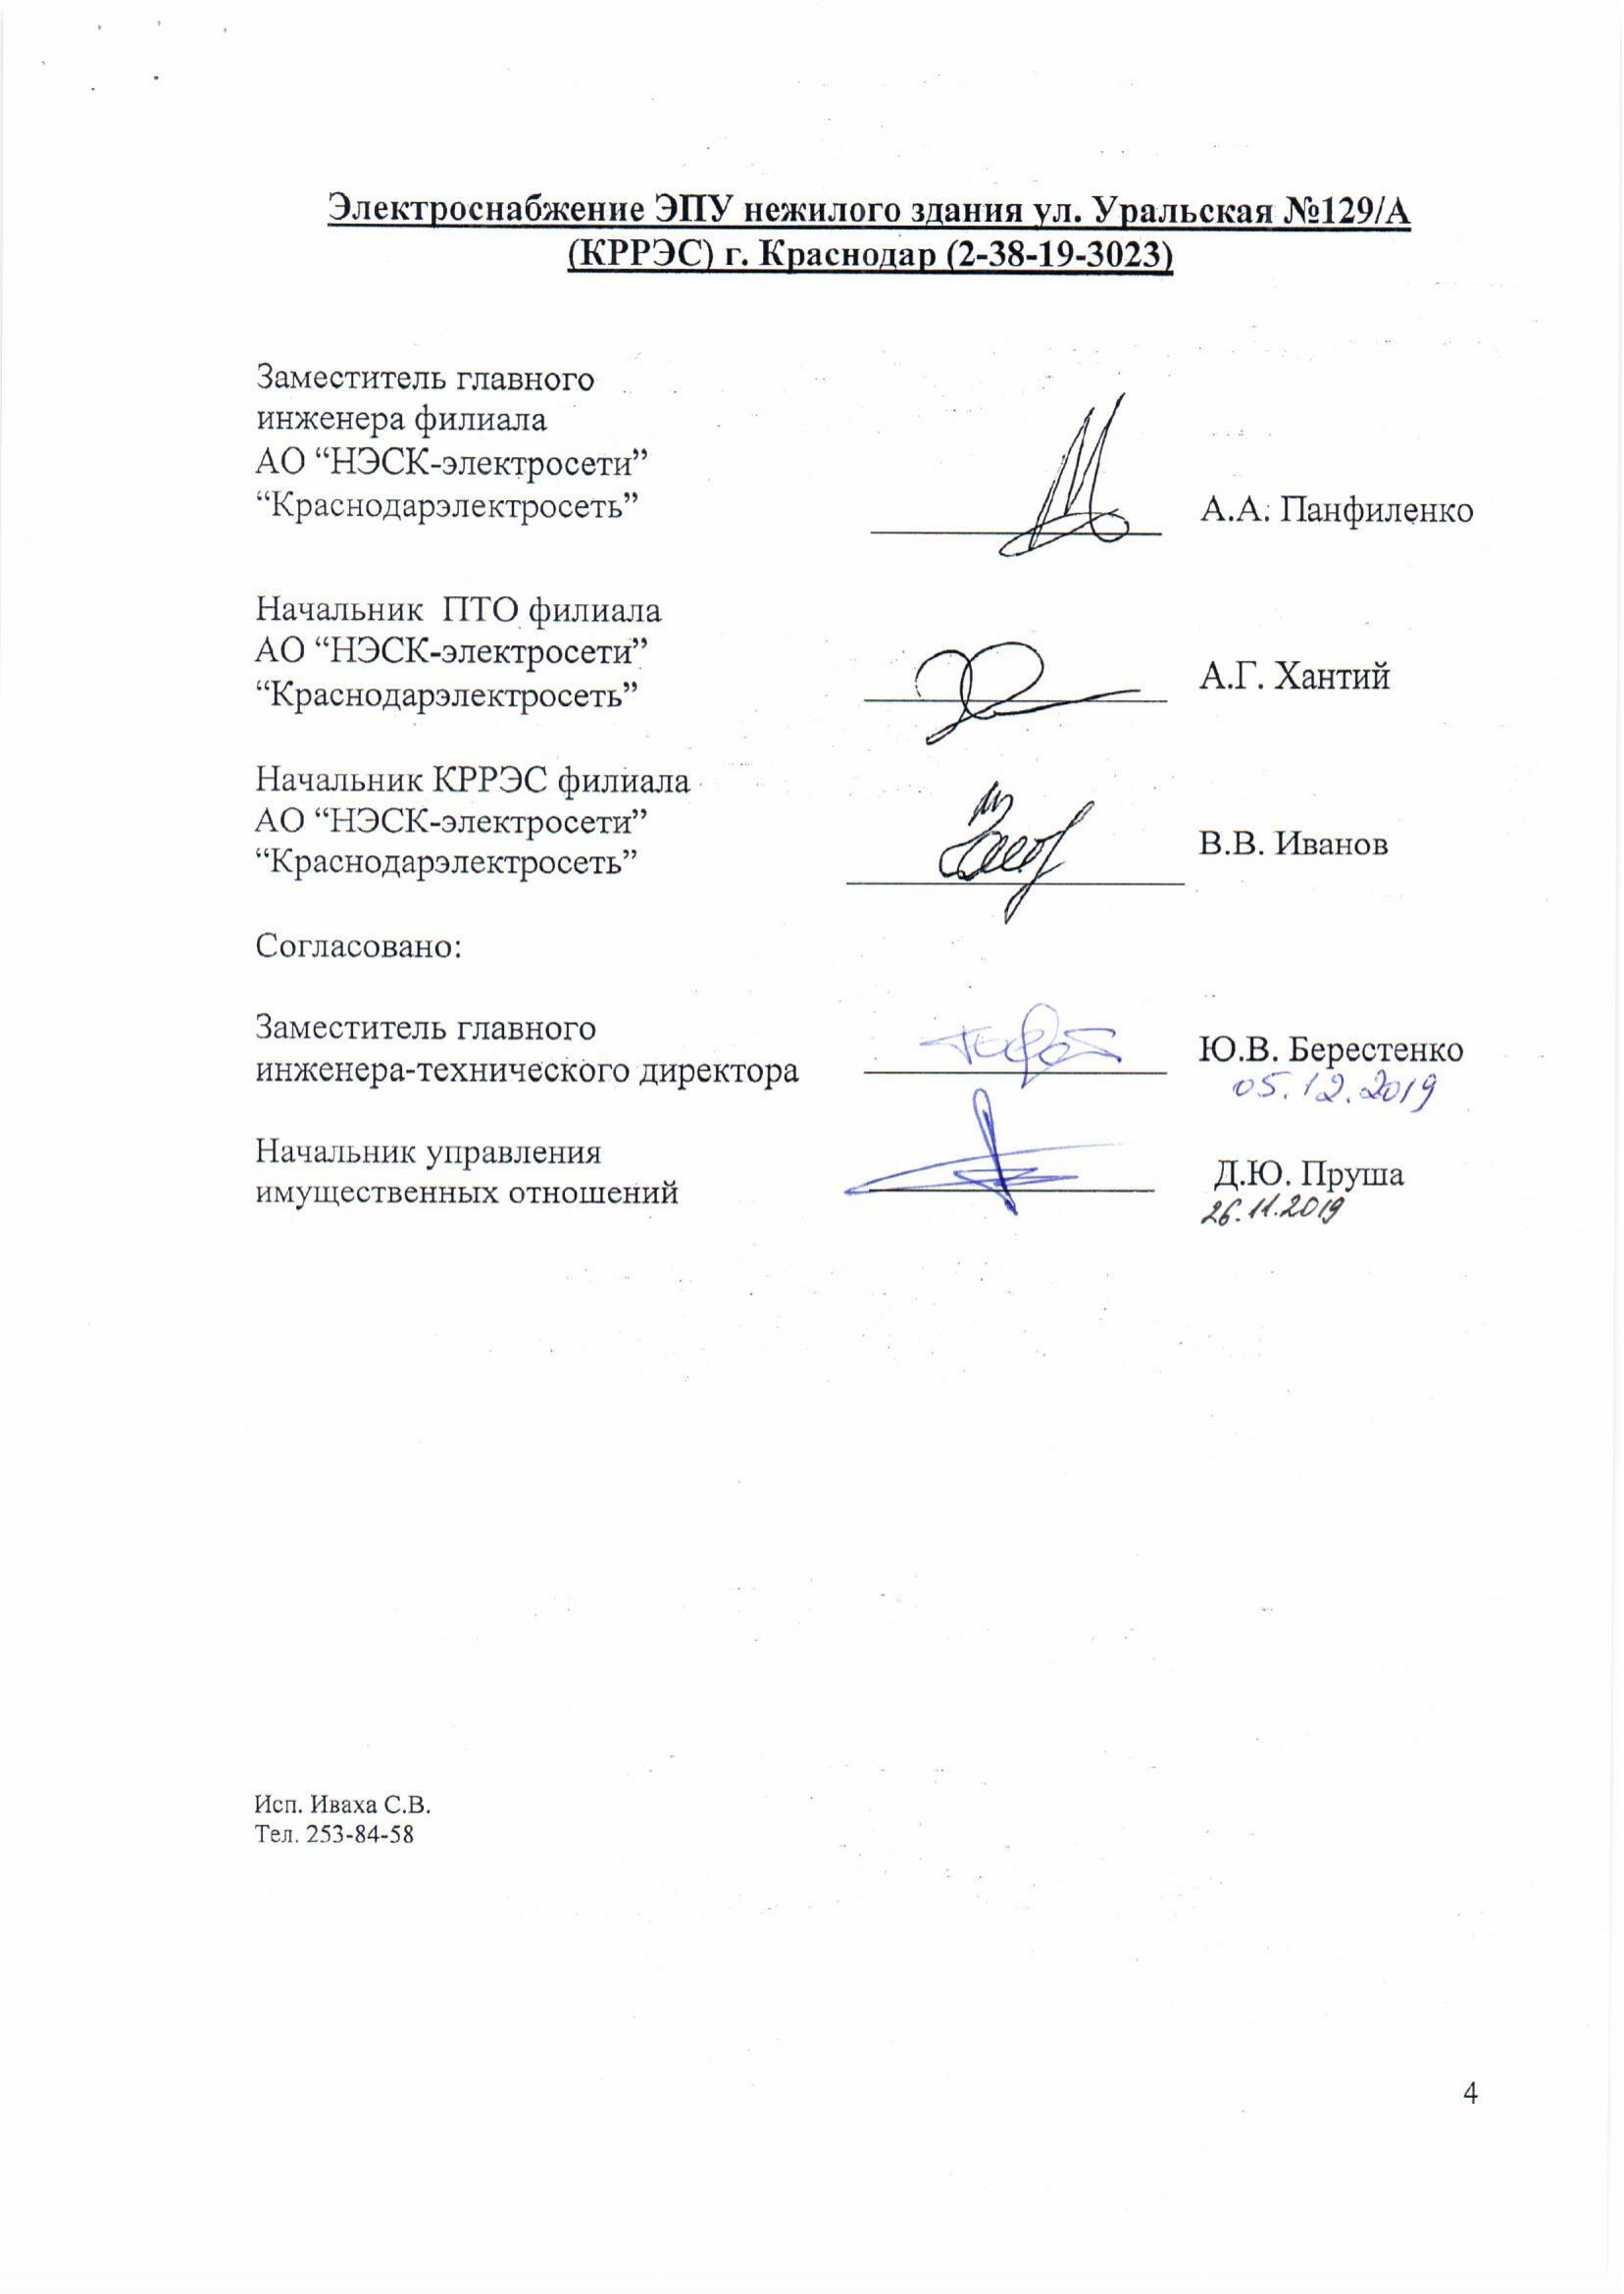 Электроснабжение ЭПУ нежилого здания ул. Уральская №129/А
(КРРЭС) г. Краснодар (2-38-19-3023)
Заместитель главного
инженера филиала
АО “НЭСК-электросети”
“Краснодарэлектросеть”
А.А. Панфиленко
Начальник ПТО филиала
АО “НЭСК-электросети”
“Краснодарэлектросеть”
А.Г. Хантий
Начальник КРРЭС филиала
АО “НЭСК-электросети”
“Краснодарэлектросеть”
В.В. Иванов
Согласовано:
Заместитель главного
инженера-технического директора
Ю.В. Берестенко
05.12.2019
Начальник управления
имущественных отношений
Д.Ю. Пруша
26.11.2019
Исп. Иваха С.В.
Тел. 253-84-58
4